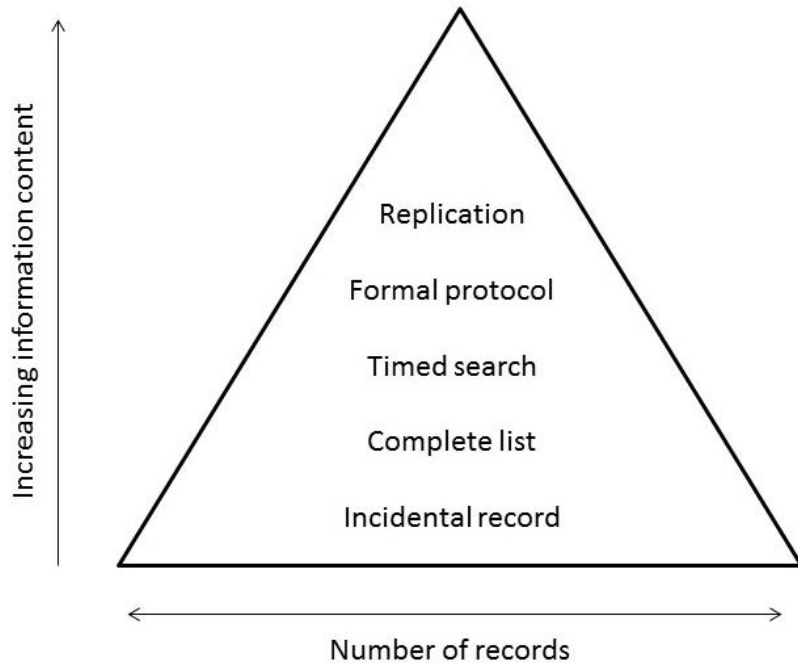 Increasing information content
Replication
Formal protocol
Timed search
Complete list
Incidental record
Number of records